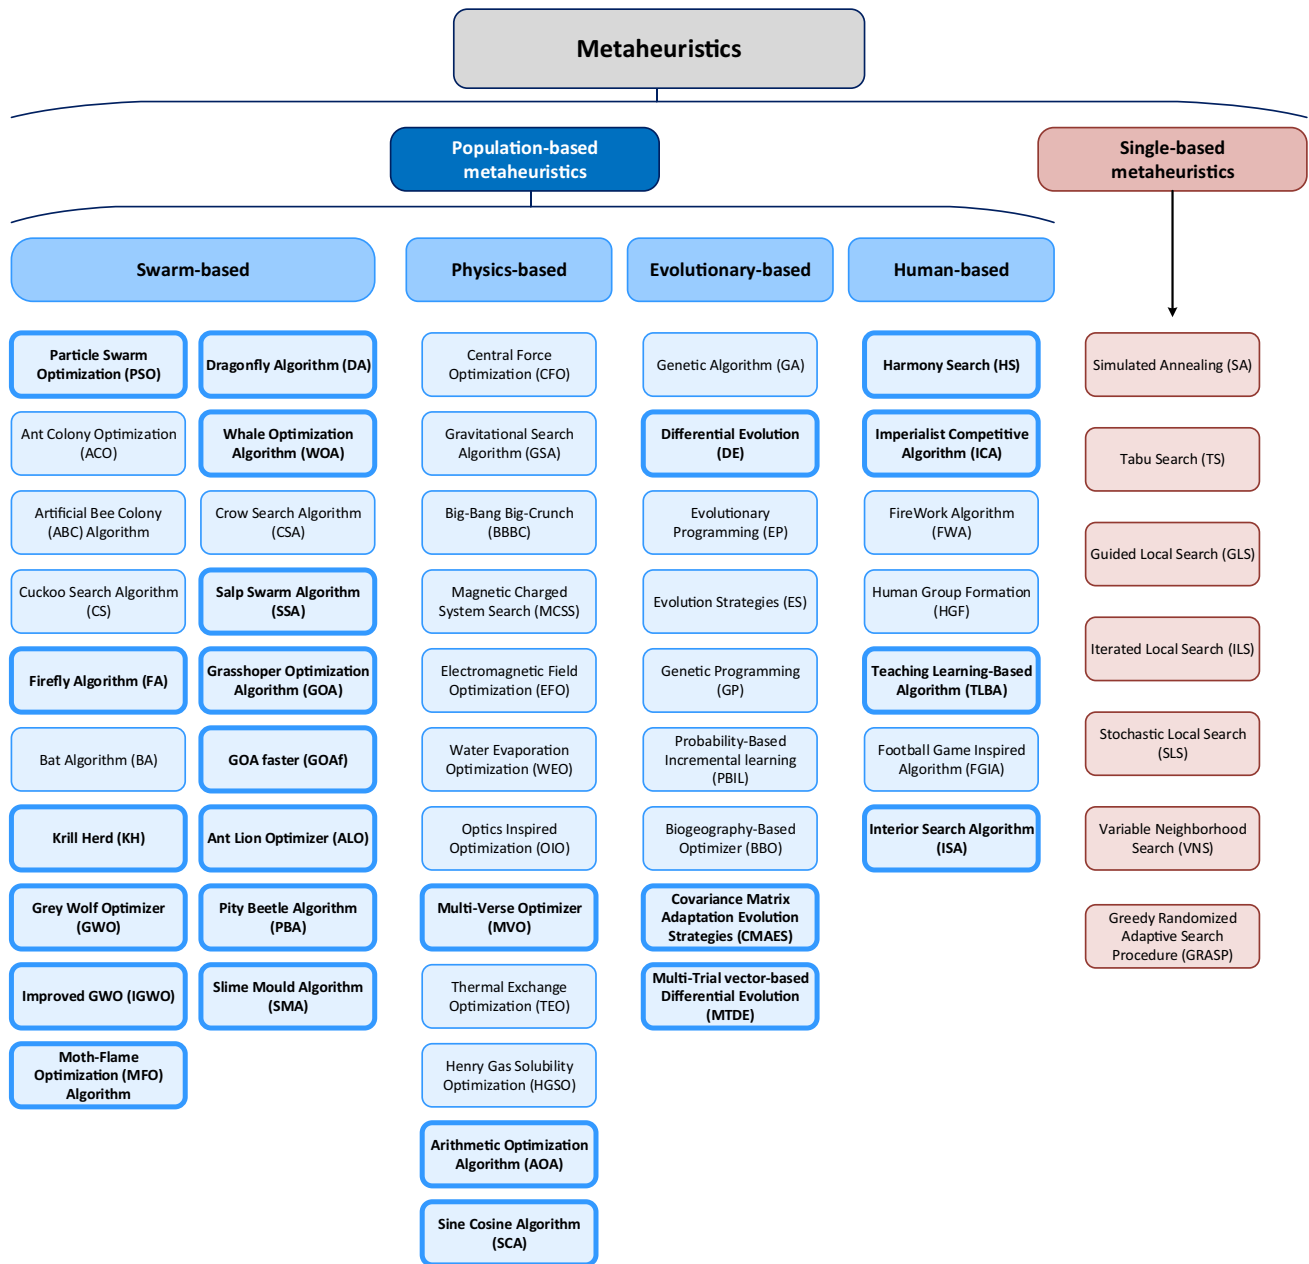 Metaheuristics
Population-based
metaheuristics
Single-based
metaheuristics
Swarm-based
Physics-based
Evolutionary-based
Human-based
Particle Swarm
Optimization (PSO)
Ant Colony Optimization
(ACO)
Artificial Bee Colony
(ABC) Algorithm
Cuckoo Search Algorithm
(CS)
Firefly Algorithm (FA)
Bat Algorithm (BA)
Krill Herd (KH)
Grey Wolf Optimizer
(GWO)
Improved GWO (IGWO)
Moth-Flame
Optimization (MFO)
Algorithm
Dragonfly Algorithm (DA)
Whale Optimization
Algorithm (WOA)
Crow Search Algorithm
(CSA)
Salp Swarm Algorithm
(SSA)
Grasshoper Optimization
Algorithm (GOA)
GOA faster (GOAf)
Ant Lion Optimizer (ALO)
Pity Beetle Algorithm
(PBA)
Slime Mould Algorithm
(SMA)
Central Force
Optimization (CFO)
Gravitational Search
Algorithm (GSA)
Big-Bang Big-Crunch
(BBBC)
Magnetic Charged
System Search (MCSS)
Electromagnetic Field
Optimization (EFO)
Water Evaporation
Optimization (WEO)
Optics Inspired
Optimization (OIO)
Multi-Verse Optimizer
(MVO)
Thermal Exchange
Optimization (TEO)
Henry Gas Solubility
Optimization (HGSO)
Arithmetic Optimization
Algorithm (AOA)
Sine Cosine Algorithm
(SCA)
Genetic Algorithm (GA)
Differential Evolution
(DE)
Evolutionary
Programming (EP)
Evolution Strategies (ES)
Genetic Programming
(GP)
Probability-Based
Incremental learning
(PBIL)
Biogeography-Based
Optimizer (BBO)
Covariance Matrix
Adaptation Evolution
Strategies (CMAES)
Multi-Trial vector-based
Differential Evolution
(MTDE)
Harmony Search (HS)
Imperialist Competitive
Algorithm (ICA)
FireWork Algorithm
(FWA)
Human Group Formation
(HGF)
Teaching Learning-Based
Algorithm (TLBA)
Football Game Inspired
Algorithm (FGIA)
Interior Search Algorithm
(ISA)
Simulated Annealing (SA)
Tabu Search (TS)
Guided Local Search (GLS)
Iterated Local Search (ILS)
Stochastic Local Search
(SLS)
Variable Neighborhood
Search (VNS)
Greedy Randomized
Adaptive Search
Procedure (GRASP)